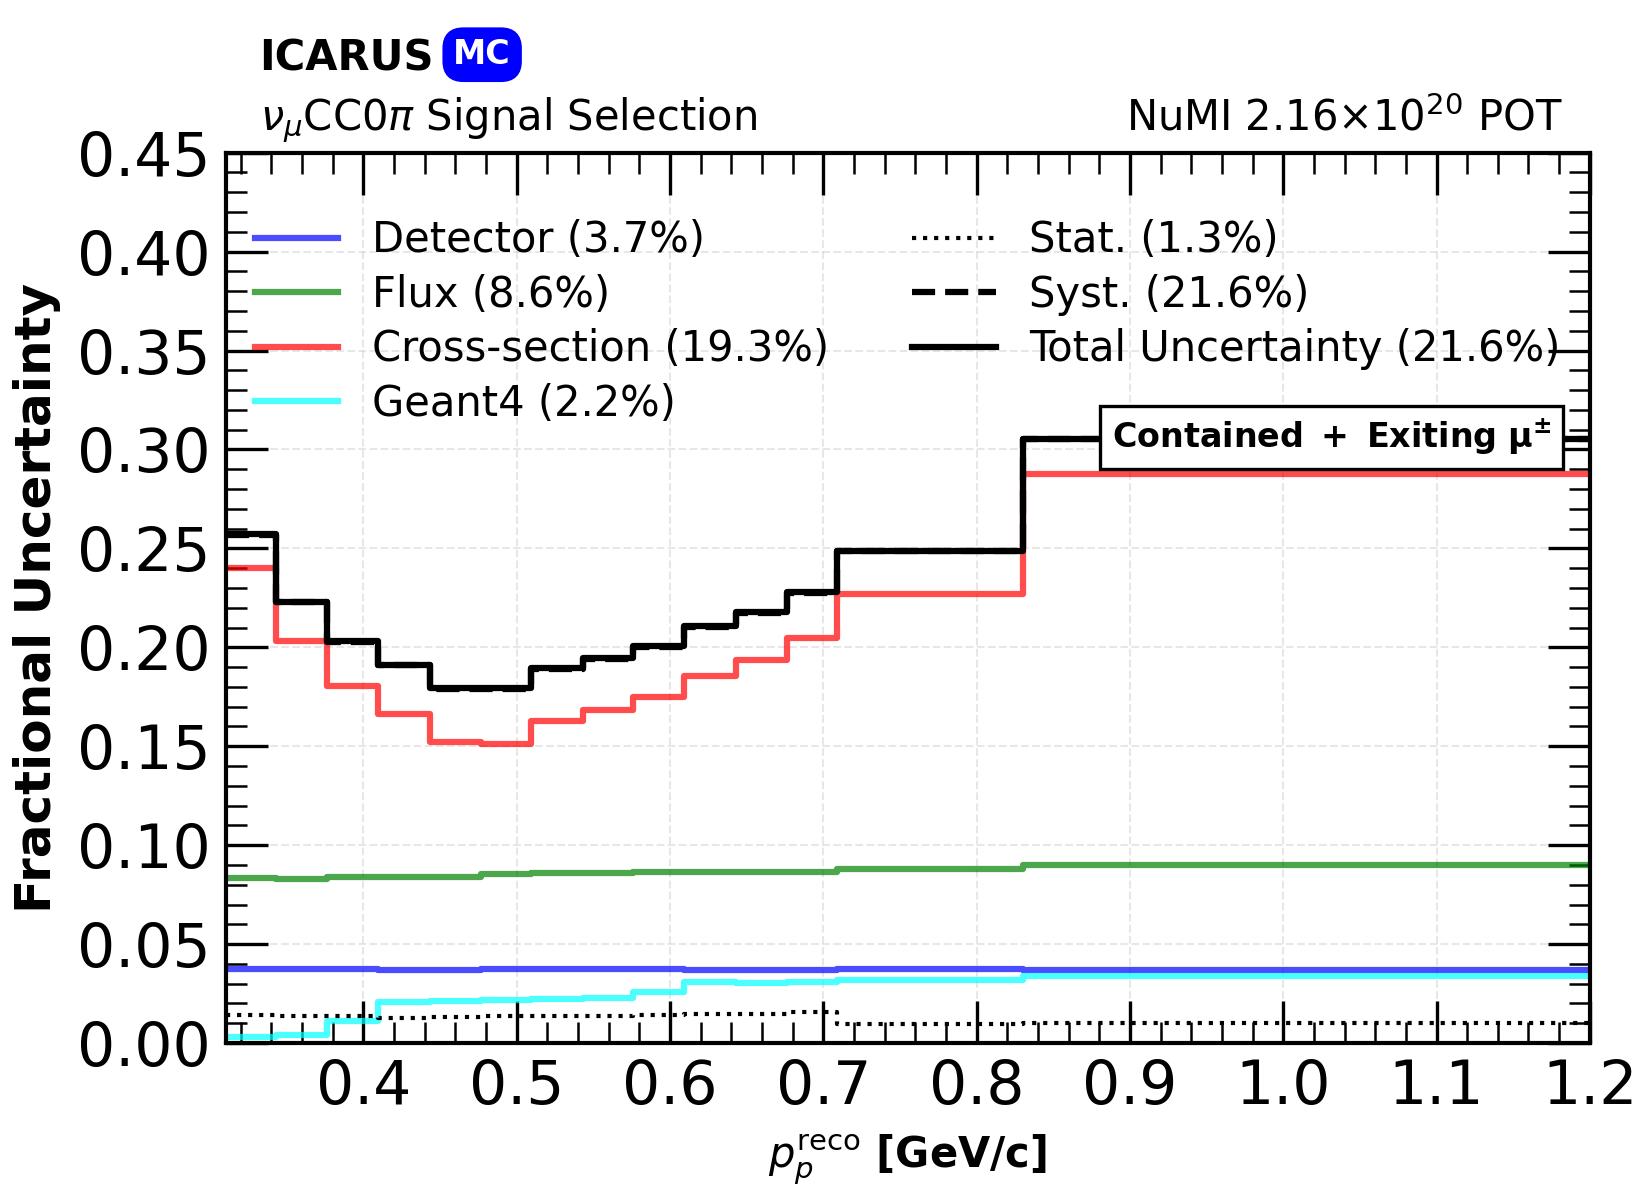 ICARUS MC
νμCC0π Signal Selection
NuMI 2.16×10²⁰ POT
0.45
0.40
0.35
0.30
0.25
0.20
0.15
0.10
0.05
0.00
Fractional Uncertainty
Detector (3.7%)
Flux (8.6%)
Cross-section (19.3%)
Geant4 (2.2%)
Stat. (1.3%)
Syst. (21.6%)
Total Uncertainty (21.6%)
Contained + Exiting μ±
0.4 0.5 0.6 0.7 0.8 0.9 1.0 1.1 1.2
p_p^reco [GeV/c]